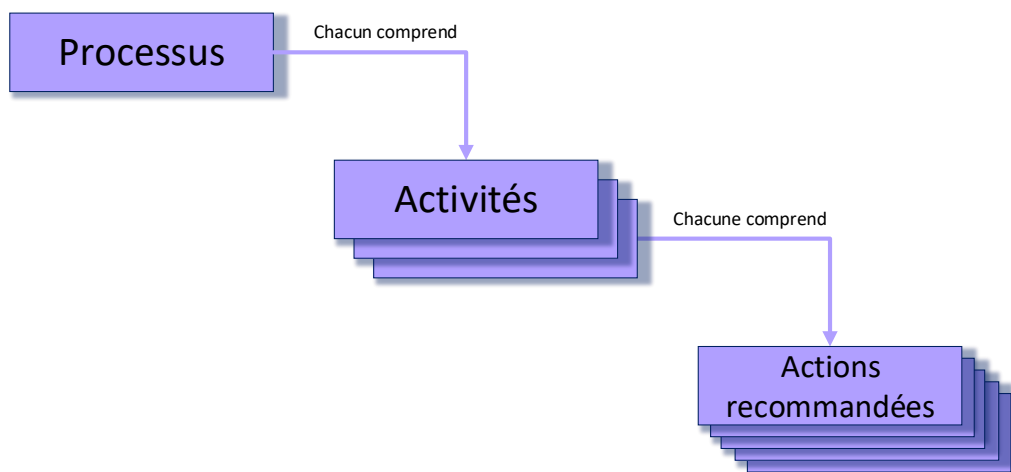 Processus
Chacun comprend
Activités
Chacune comprend
Actions
recommandées